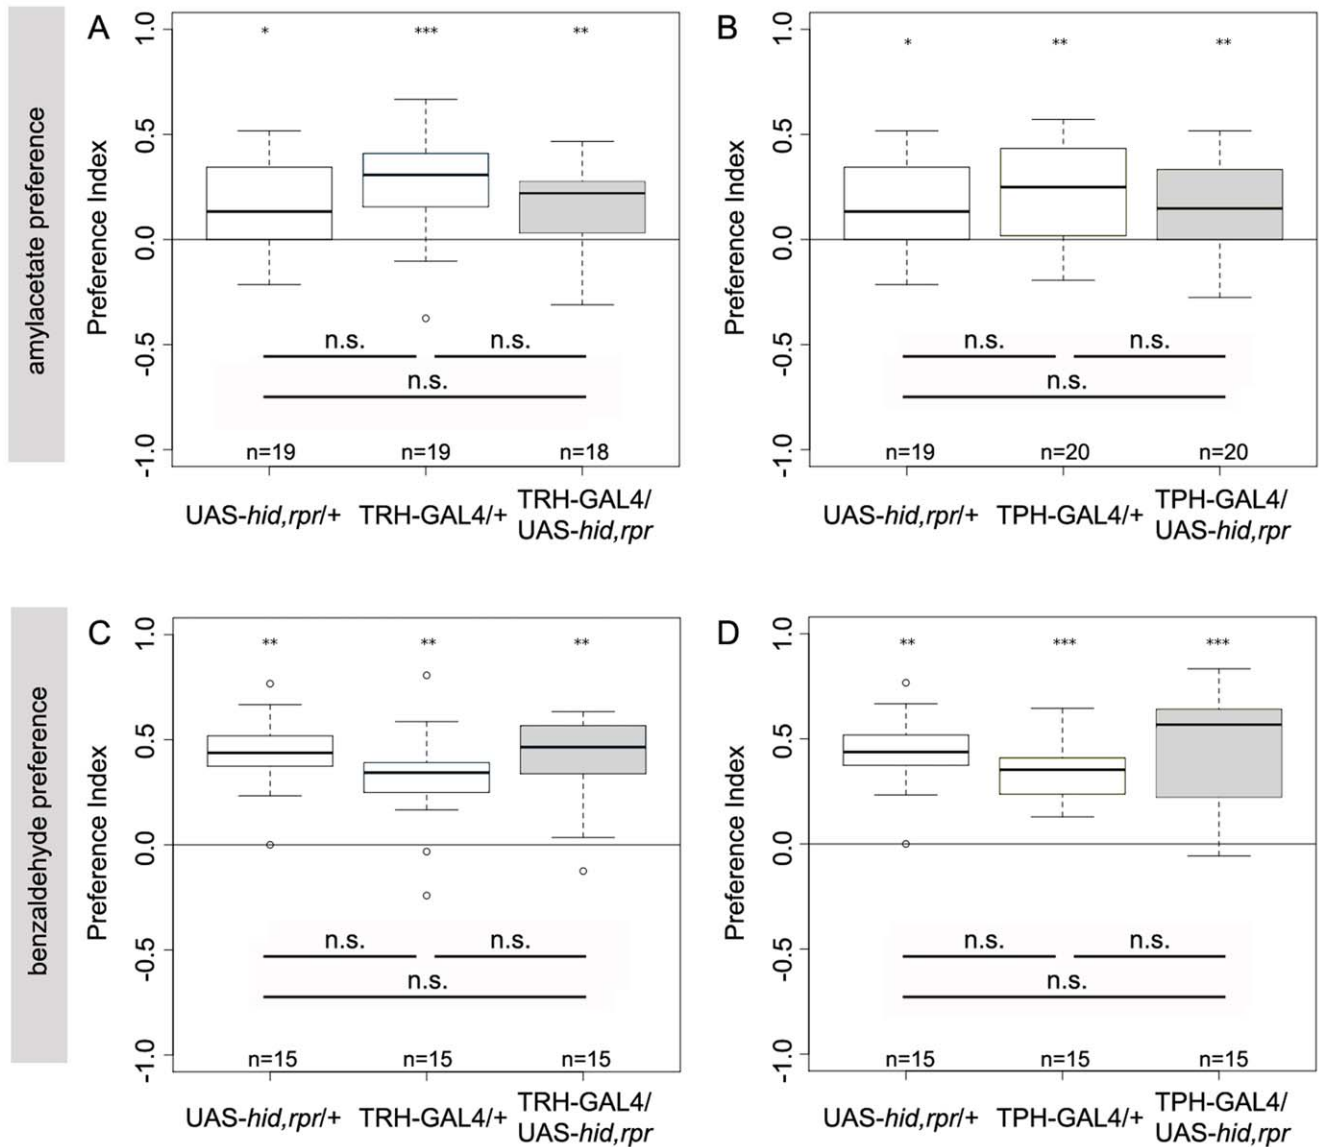 amylacetate preference
A
Preference Index
1.0
0.5
0.0
-0.5
-1.0
* *** **
n.s. n.s.
n.s.
n=19 n=19 n=18
UAS-hid,rpr/+ TRH-GAL4/+ TRH-GAL4/
UAS-hid,rpr
B
Preference Index
1.0
0.5
0.0
-0.5
-1.0
* ** **
n.s. n.s.
n.s.
n=19 n=20 n=20
UAS-hid,rpr/+ TPH-GAL4/+ TPH-GAL4/
UAS-hid,rpr
benzaldehyde preference
C
Preference Index
1.0
0.5
0.0
-0.5
-1.0
** ** **
n.s. n.s.
n.s.
n=15 n=15 n=15
UAS-hid,rpr/+ TRH-GAL4/+ TRH-GAL4/
UAS-hid,rpr
D
Preference Index
1.0
0.5
0.0
-0.5
-1.0
** *** ***
n.s. n.s.
n.s.
n=15 n=15 n=15
UAS-hid,rpr/+ TPH-GAL4/+ TPH-GAL4/
UAS-hid,rpr